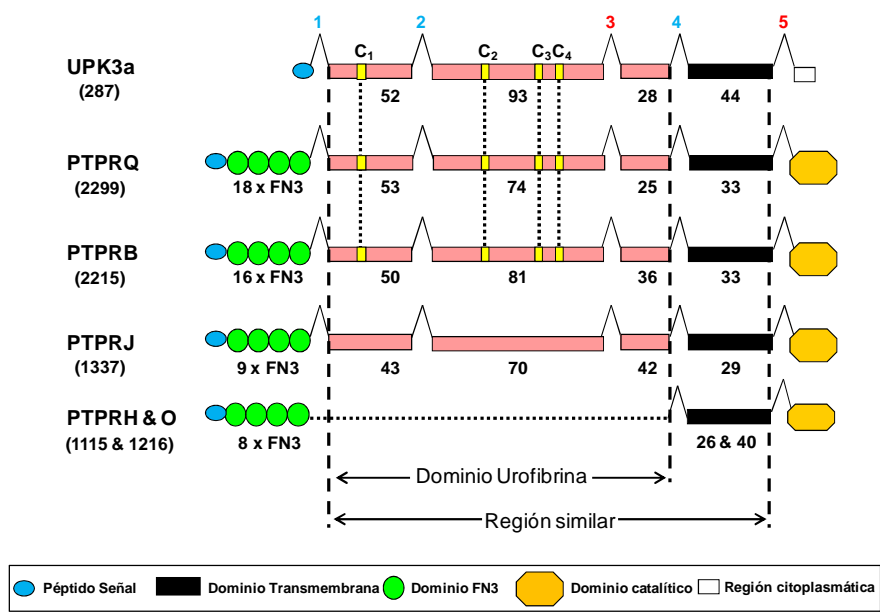 1 2 3 4 5
C1 C2 C3 C4
UPK3a
(287)
52 93 28 44
PTPRQ
(2299)
18 x FN3 53 74 25 33
PTPRB
(2215)
16 x FN3 50 81 36 33
PTPRJ
(1337)
9 x FN3 43 70 42 29
PTPRH & O
(1115 & 1216)
8 x FN3 26 & 40
Dominio Urofibrina
Región similar
Péptido Señal Dominio Transmembrana Dominio FN3 Dominio catalítico Región citoplasmática